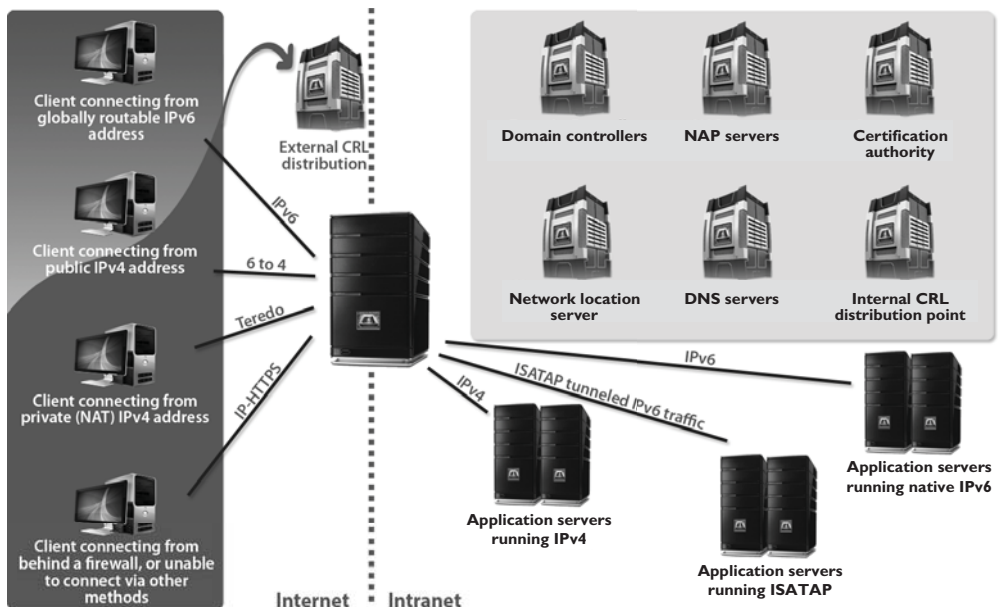 Client connecting from
globally routable IPv6
address
Client connecting from
public IPv4 address
Client connecting from
private (NAT) IPv4 address
Client connecting from
behind a firewall, or unable
to connect via other
methods
External CRL
distribution
IPv6
6 to 4
Teredo
IP-HTTPS
Internet
Intranet
Domain controllers
NAP servers
Certification
authority
Network location
server
DNS servers
Internal CRL
distribution point
IPv6
ISATAP tunneled IPv6 traffic
IPv4
Application servers
running native IPv6
Application servers
running IPv4
Application servers
running ISATAP